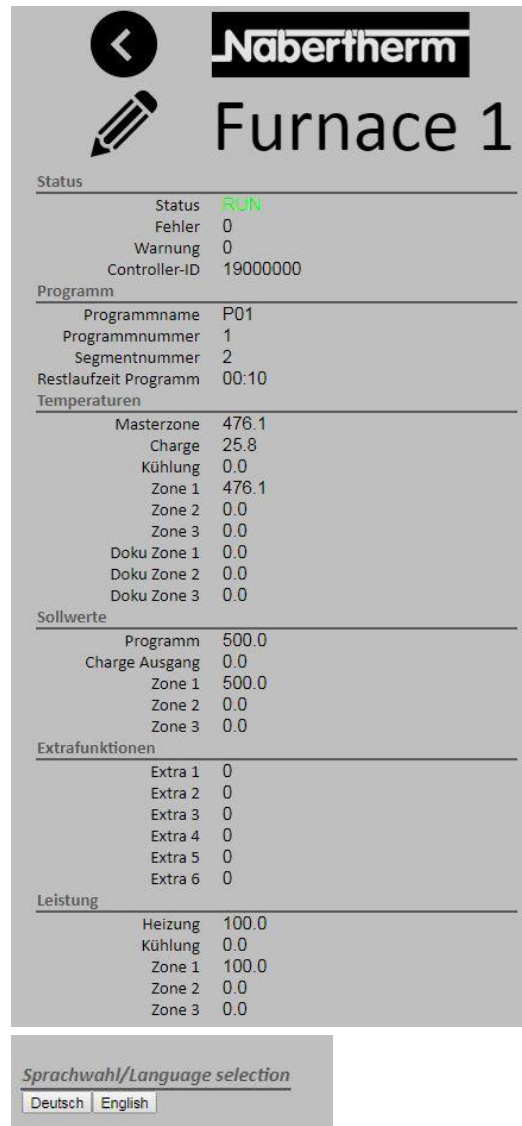 Nabertherm
Furnace 1
Status
Status RUN
Fehler 0
Warnung 0
Controller-ID 19000000
Programm
Programmname P01
Programmnummer 1
Segmentnummer 2
Restlaufzeit Programm 00:10
Temperaturen
Masterzone 476.1
Charge 25.8
Kühlung 0.0
Zone 1 476.1
Zone 2 0.0
Zone 3 0.0
Doku Zone 1 0.0
Doku Zone 2 0.0
Doku Zone 3 0.0
Sollwerte
Programm 500.0
Charge Ausgang 0.0
Zone 1 500.0
Zone 2 0.0
Zone 3 0.0
Extrafunktionen
Extra 1 0
Extra 2 0
Extra 3 0
Extra 4 0
Extra 5 0
Extra 6 0
Leistung
Heizung 100.0
Kühlung 0.0
Zone 1 100.0
Zone 2 0.0
Zone 3 0.0
Sprachwahl/Language selection
Deutsch English